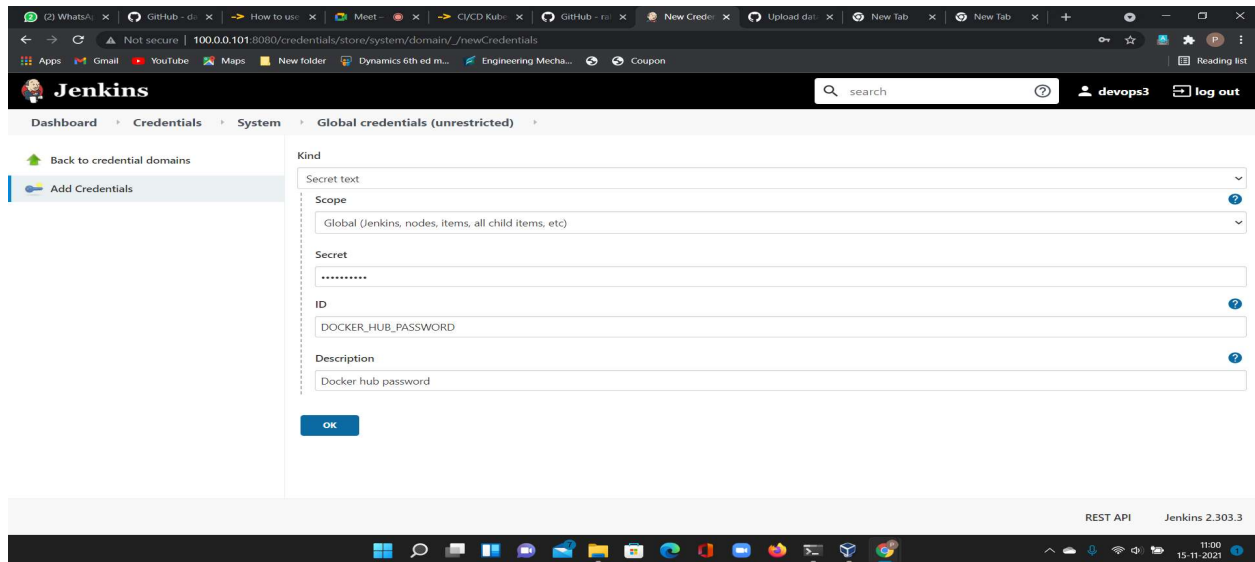 (2) WhatsA
GitHub - da
How to use
Meet -
CI/CD Kube
GitHub - ra
New Creden
Upload dat
New Tab
New Tab
Not secure | 100.0.0.101:8080/credentials/store/system/domain/_/newCredentials
Apps Gmail YouTube Maps New folder Dynamics 6th ed m... Engineering Mecha... Coupon Reading list
Jenkins
search
devops3
log out
Dashboard Credentials System Global credentials (unrestricted)
Back to credential domains
Add Credentials
Kind
Secret text
Scope
Global (Jenkins, nodes, items, all child items, etc)
Secret
••••••••••
ID
DOCKER_HUB_PASSWORD
Description
Docker hub password
OK
REST API Jenkins 2.303.3
11:00
15-11-2021